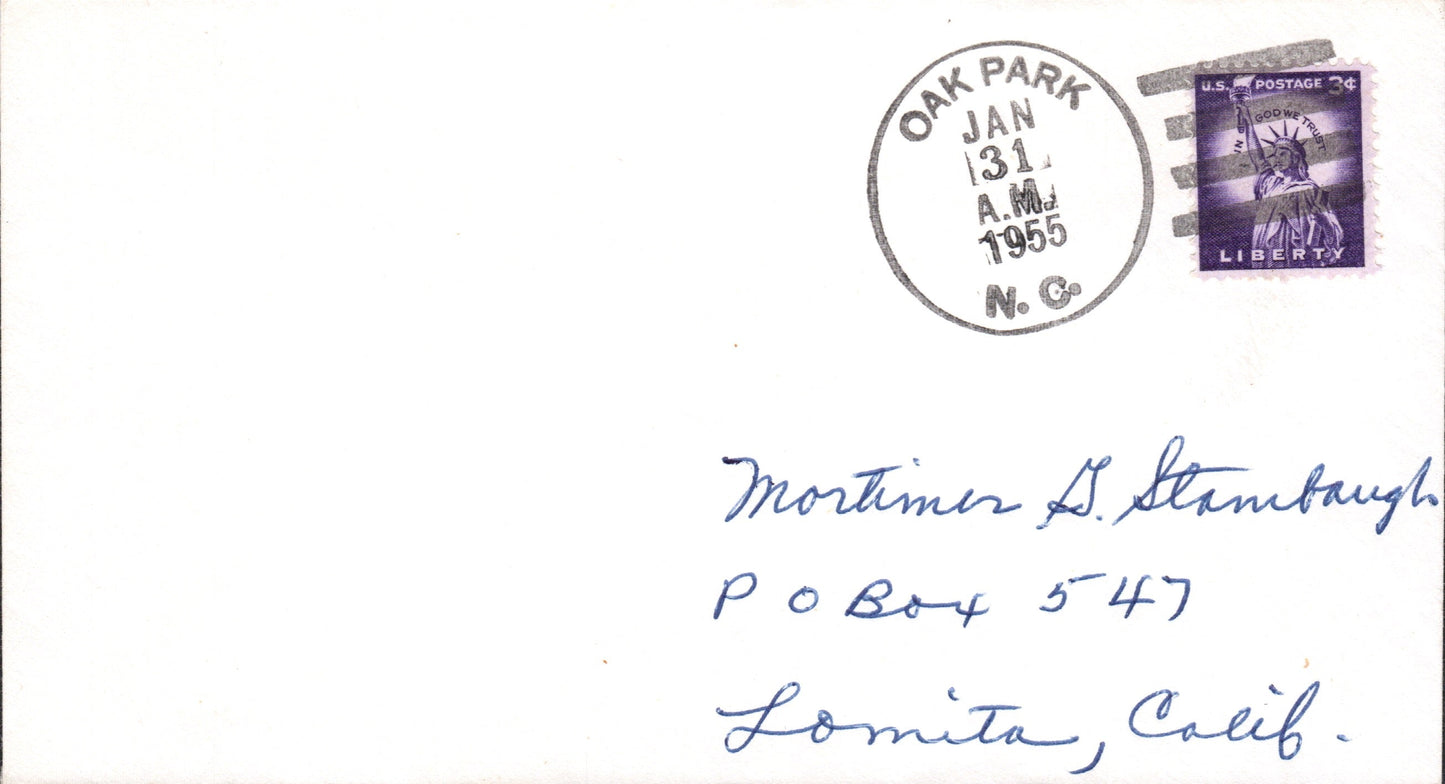 OAK PARK
JAN
31
A.M.
1955
N. C.
U.S. POSTAGE 3¢
IN GOD WE TRUST
LIBERTY
Mortimer G. Stambaugh
P O Box 547
Lomita, Calif.